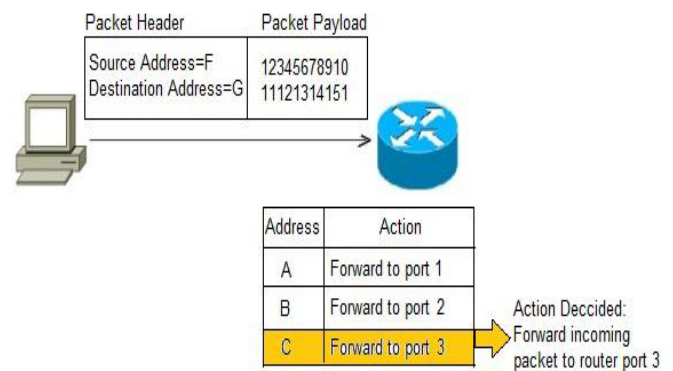 Packet Header Packet Payload
Source Address=F 12345678910
Destination Address=G 11121314151
Address Action
A Forward to port 1
B Forward to port 2
C Forward to port 3
Action Deccided:
Forward incoming
packet to router port 3